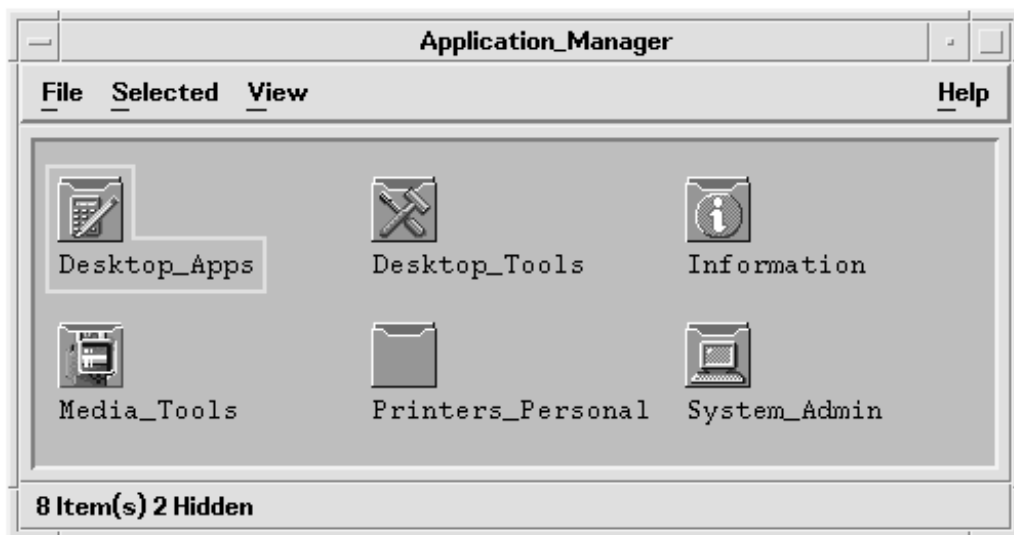 Application_Manager
File Selected View Help
Desktop_Apps Desktop_Tools Information
Media_Tools Printers_Personal System_Admin
8 Item(s) 2 Hidden